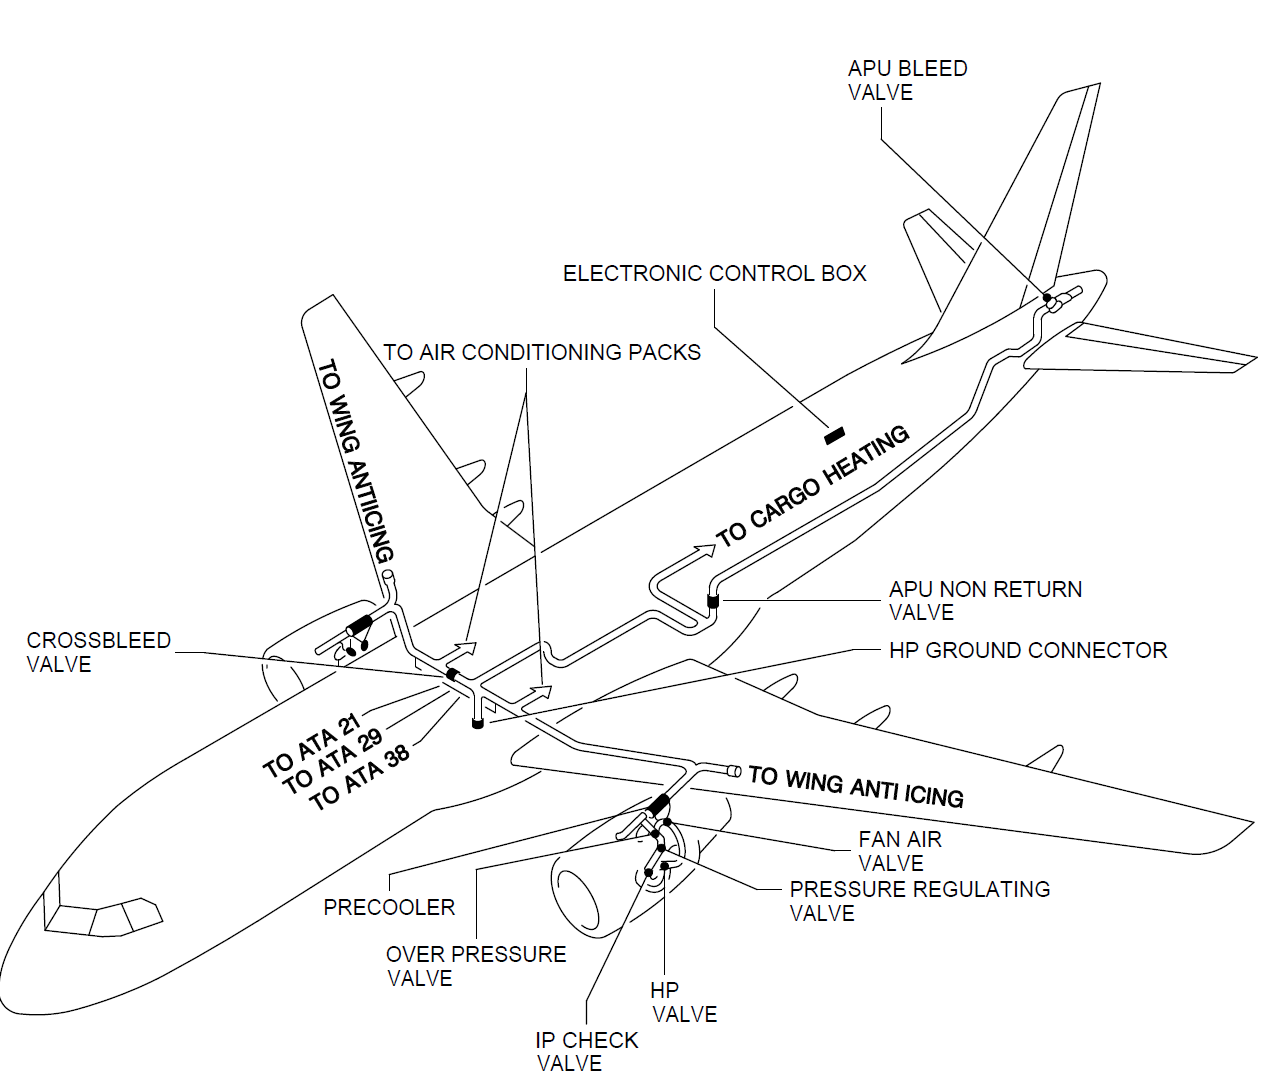 APU BLEED
VALVE
ELECTRONIC CONTROL BOX
TO AIR CONDITIONING PACKS
TO WING ANTIICING
TO CARGO HEATING
APU NON RETURN
VALVE
CROSSBLEED
VALVE
HP GROUND CONNECTOR
TO ATA 21
TO ATA 29
TO ATA 38
TO WING ANTI ICING
FAN AIR
VALVE
PRESSURE REGULATING
VALVE
PRECOOLER
OVER PRESSURE
VALVE
HP
VALVE
IP CHECK
VALVE